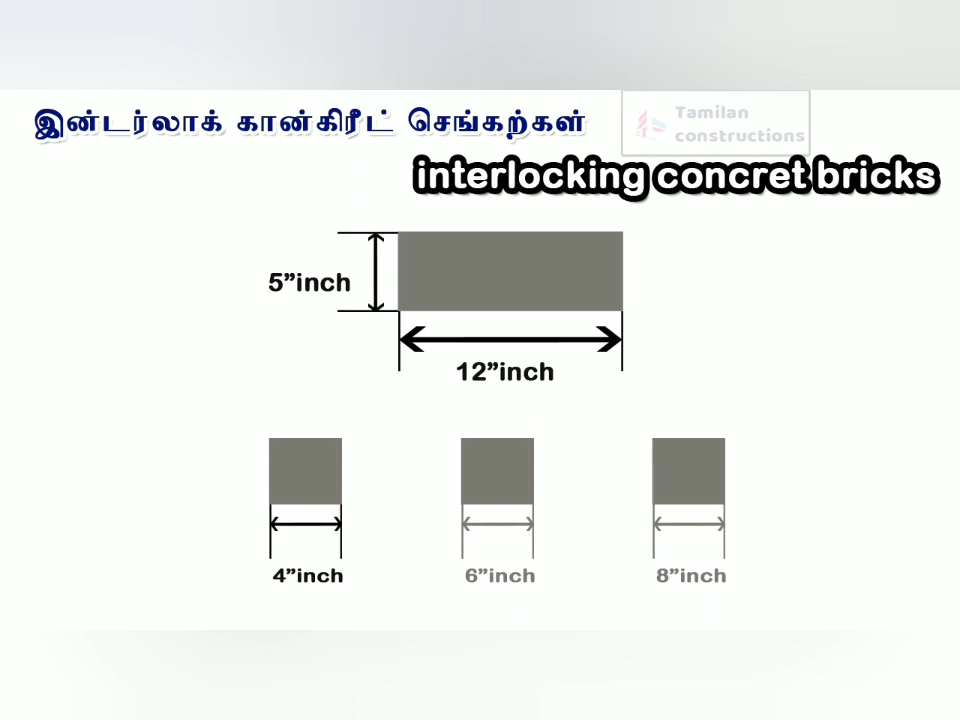 இன்டர்லாக் கான்கிரீட் செங்கற்கள்
Tamilan
constructions
interlocking concret bricks
5”inch
12”inch
4”inch
6”inch
8”inch